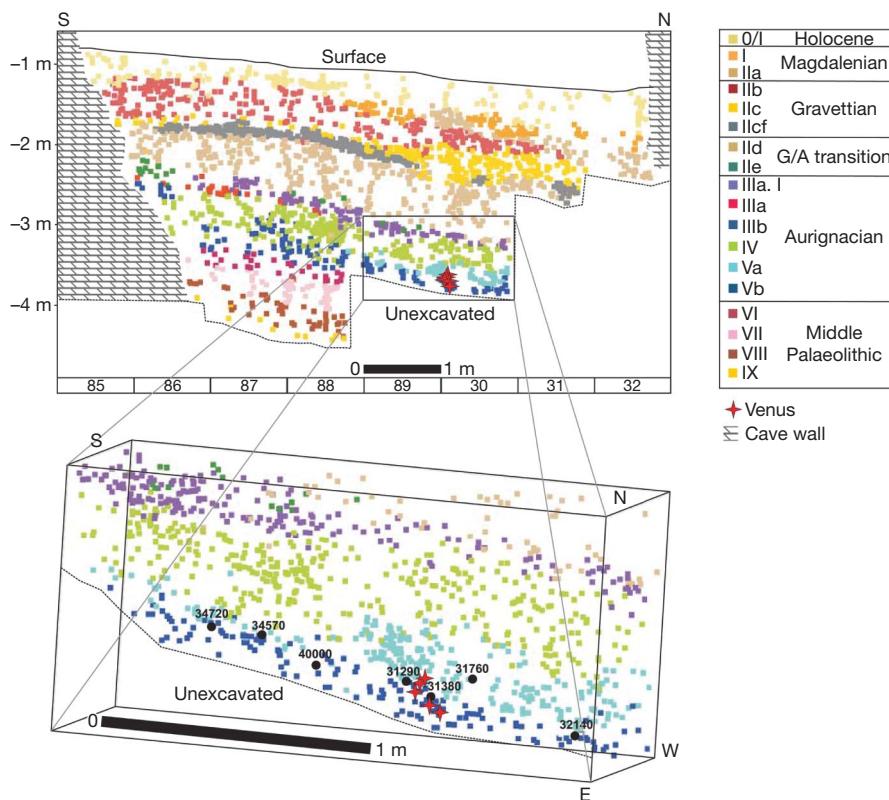 S
N
Surface
–1 m
–2 m
–3 m
–4 m
Unexcavated
0
1 m
85 86 87 88 89 30 31 32
0/I Holocene
I
Magdalenian
IIa
IIb
IIc Gravettian
IIcf
IId
G/A transition
IIe
IIIa. I
IIIa
IIIb
Aurignacian
IV
Va
Vb
VI
VII Middle
VIII Palaeolithic
IX
Venus
Cave wall
S
N
34720
34570
40000
31290
31380
31760
32140
Unexcavated
0
1 m
W
E